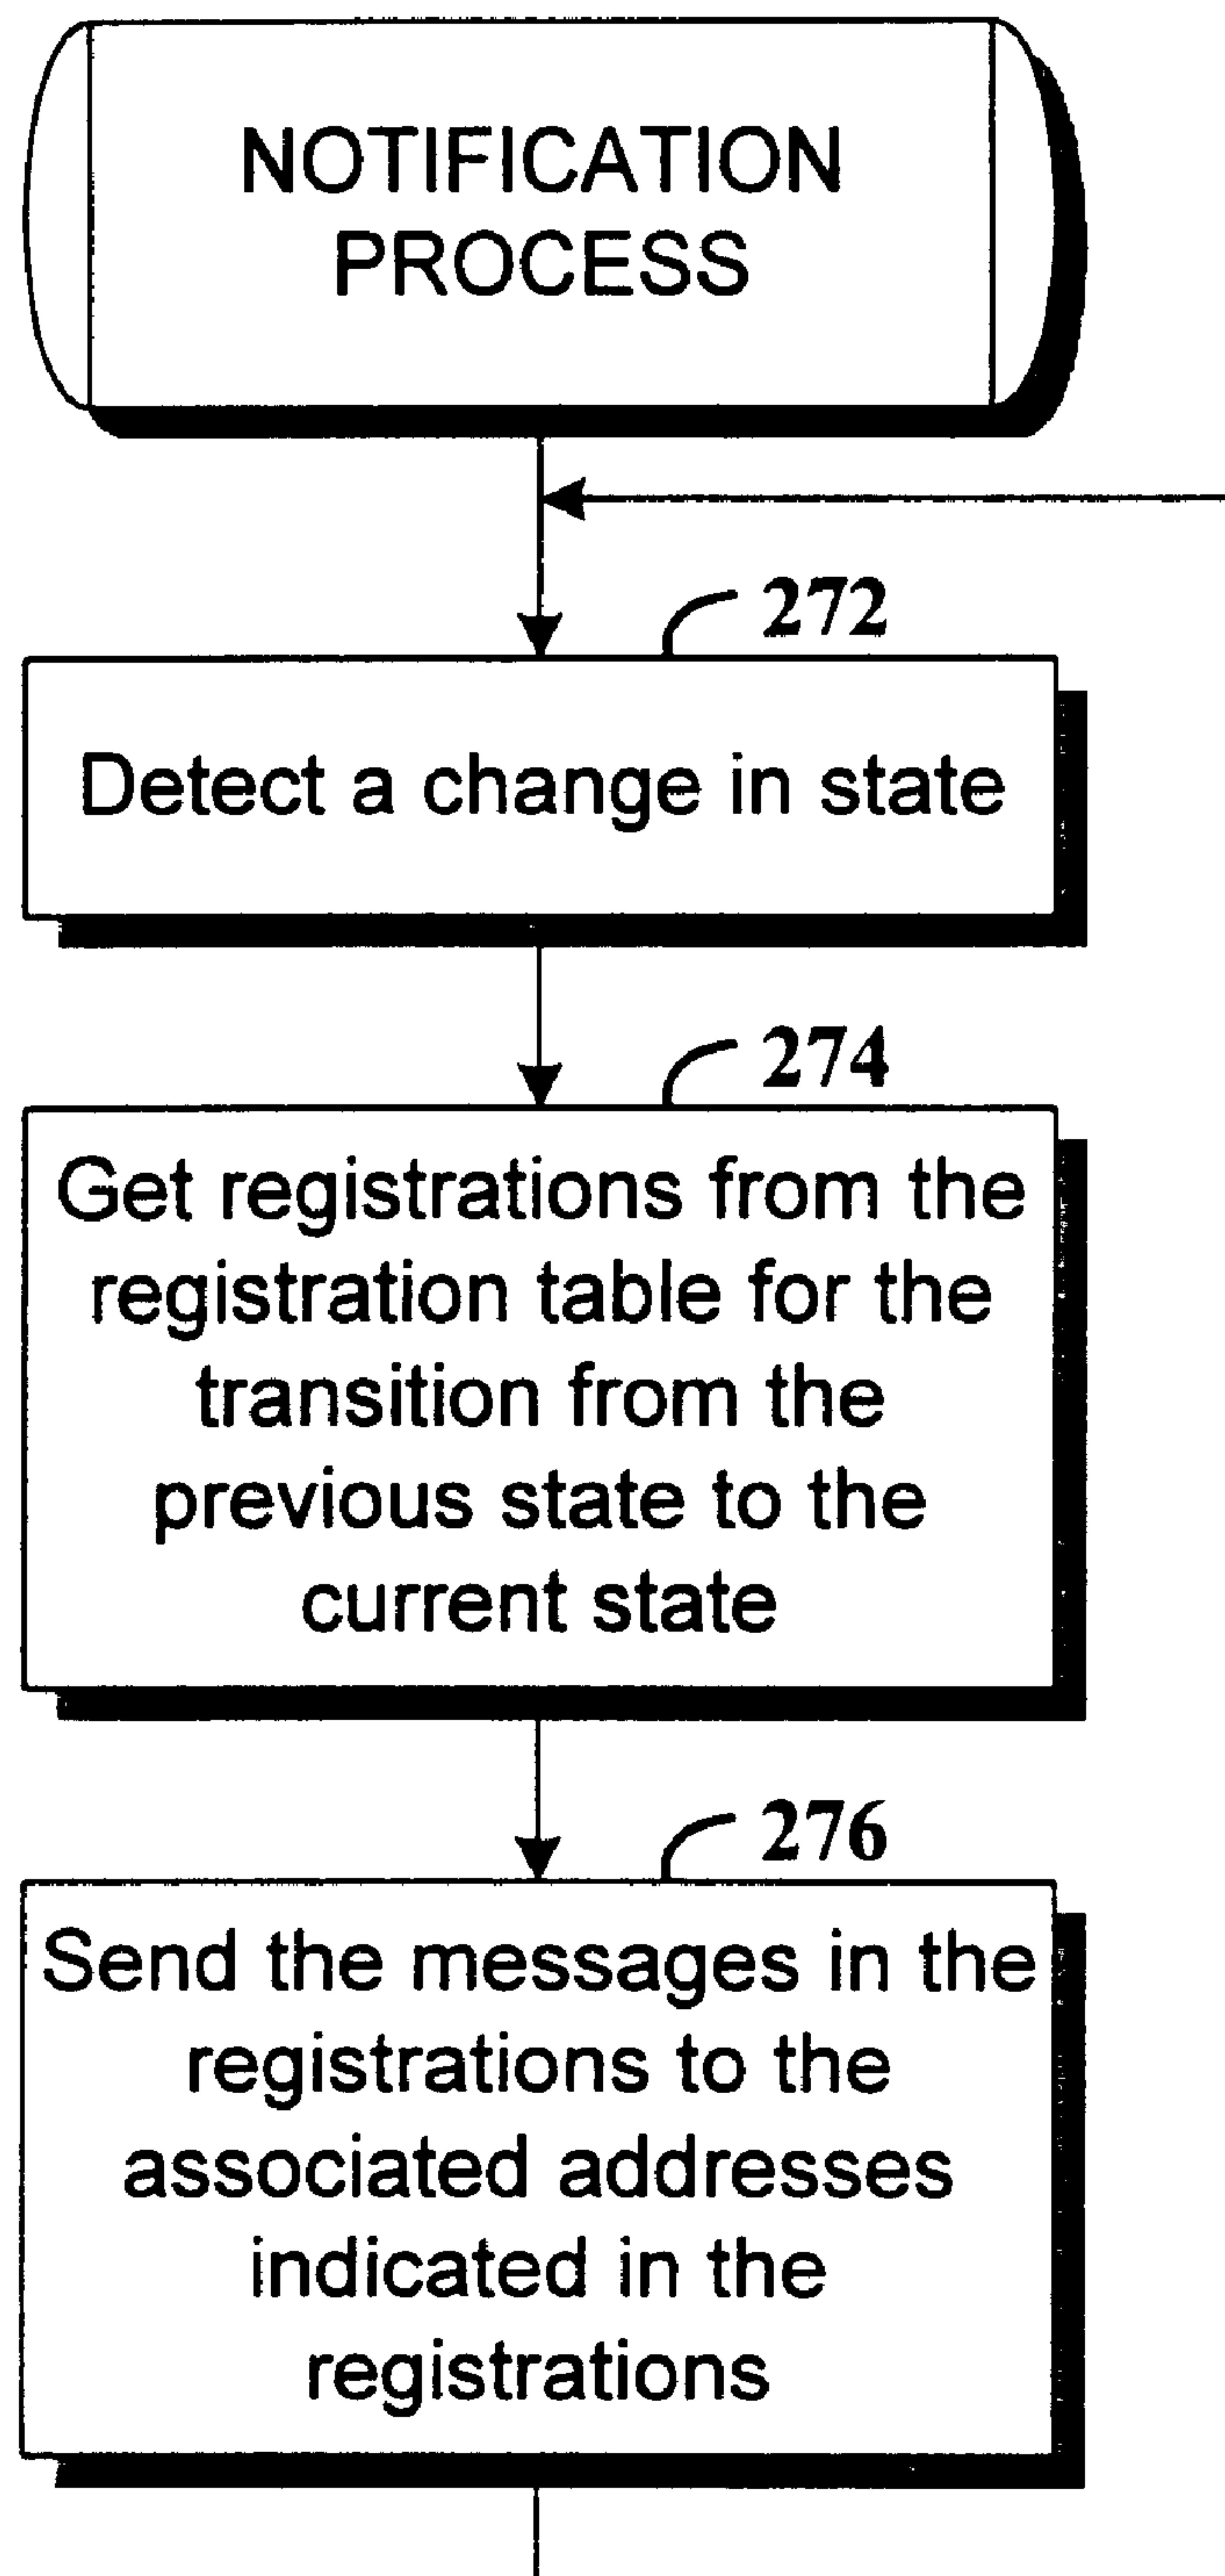 NOTIFICATION
PROCESS
272
Detect a change in state
274
Get registrations from the
registration table for the
transition from the
previous state to the
current state
276
Send the messages in the
registrations to the
associated addresses
indicated in the
registrations